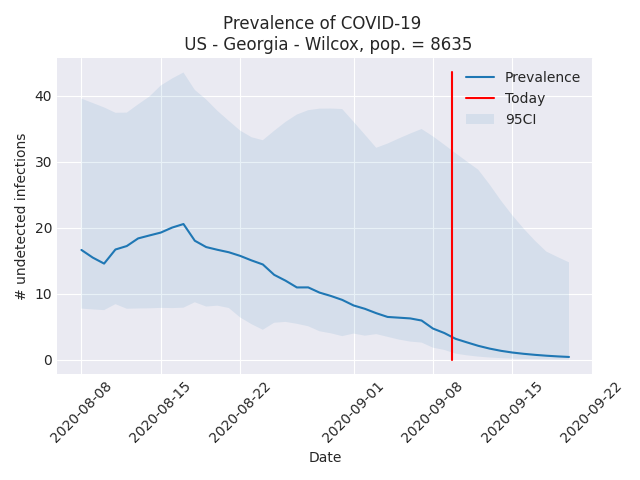 Prevalence of COVID-19
US - Georgia - Wilcox, pop. = 8635
Prevalence
Today
95CI
# undetected infections
40
30
20
10
0
2020-08-08
2020-08-15
2020-08-22
2020-09-01
2020-09-08
2020-09-15
2020-09-22
Date